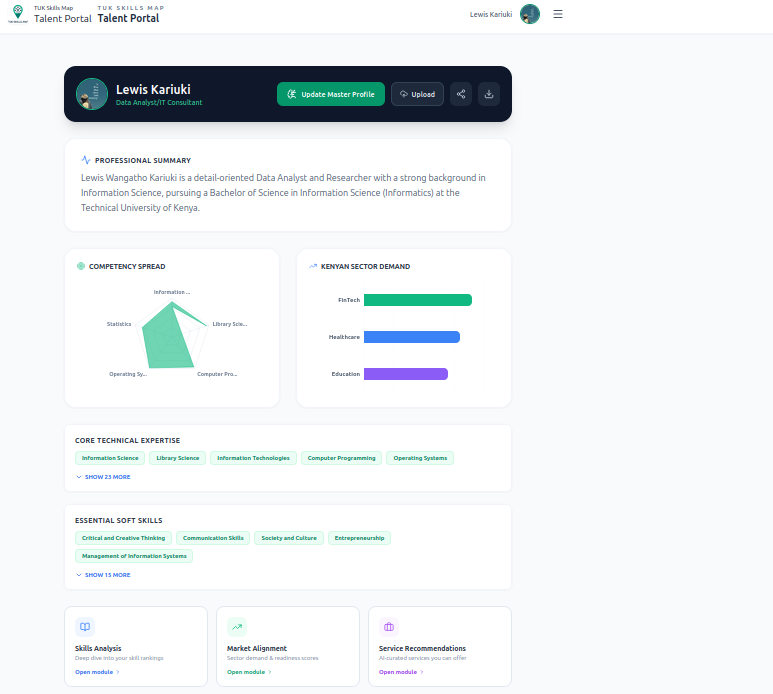 TUK Skills Map
Talent Portal
TUK SKILLS MAP
Talent Portal
Lewis Kariuki
Lewis Kariuki
Data Analyst/IT Consultant
Update Master Profile
Upload
PROFESSIONAL SUMMARY
Lewis Wangatho Kariuki is a detail-oriented Data Analyst and Researcher with a strong background in
Information Science, pursuing a Bachelor of Science in Information Science (Informatics) at the
Technical University of Kenya.
COMPETENCY SPREAD
Information ...
Statistics
Library Scie...
Operating Sy...
Computer Pro...
KENYAN SECTOR DEMAND
FinTech
Healthcare
Education
CORE TECHNICAL EXPERTISE
Information Science
Library Science
Information Technologies
Computer Programming
Operating Systems
SHOW 23 MORE
ESSENTIAL SOFT SKILLS
Critical and Creative Thinking
Communication Skills
Society and Culture
Entrepreneurship
Management of Information Systems
SHOW 15 MORE
Skills Analysis
Deep dive into your skill rankings
Open module
Market Alignment
Sector demand & readiness scores
Open module
Service Recommendations
AI-curated services you can offer
Open module